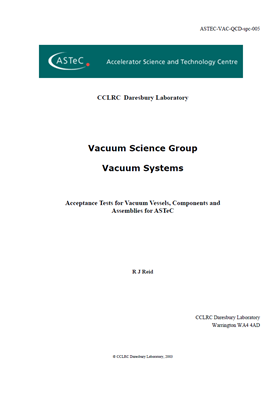 ASTEC-VAC-QCD-spc-005
ASTeC Accelerator Science and Technology Centre
CCLRC Daresbury Laboratory
Vacuum Science Group
Vacuum Systems
Acceptance Tests for Vacuum Vessels, Components and
Assemblies for ASTeC
R J Reid
CCLRC Daresbury Laboratory
Warrington WA4 4AD
© CCLRC Daresbury Laboratory,